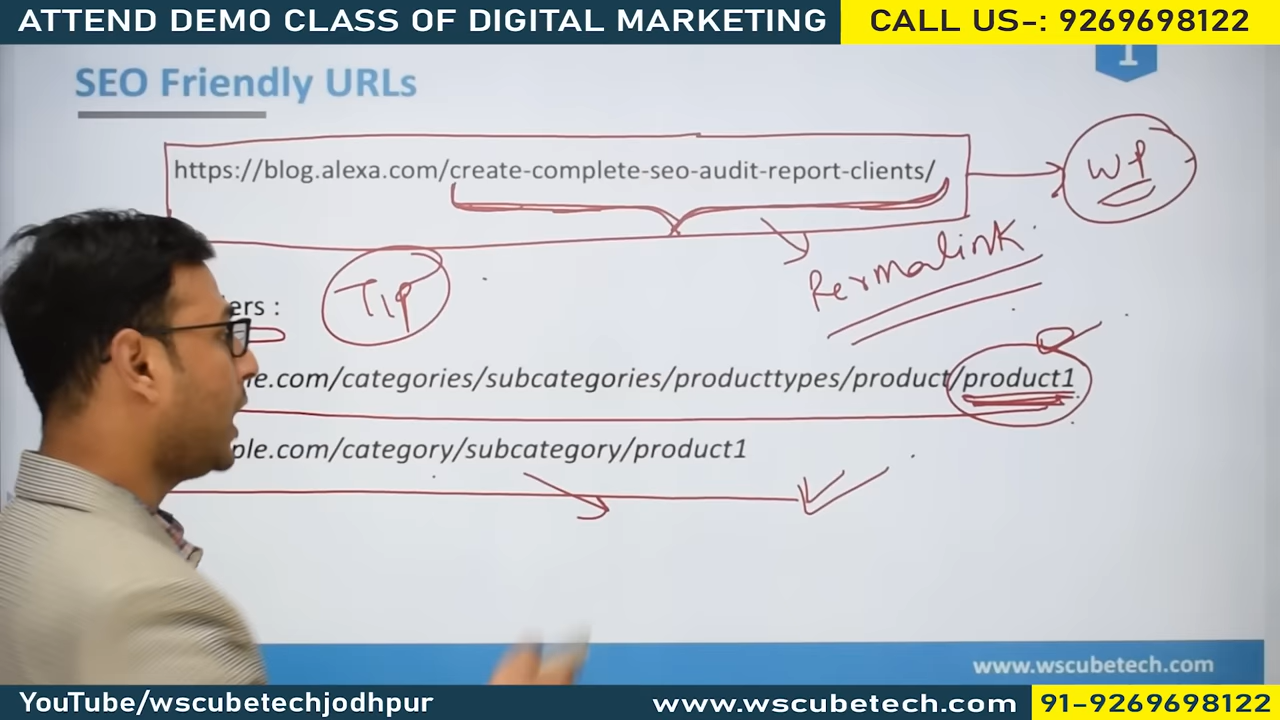 ATTEND DEMO CLASS OF DIGITAL MARKETING
CALL US-: 9269698122
1
SEO Friendly URLs
https://blog.alexa.com/create-complete-seo-audit-report-clients/
WP
Permalink
ers :
TIP
le.com/categories/subcategories/producttypes/product/product1
ple.com/category/subcategory/product1
www.wscubetech.com
YouTube/wscubetechjodhpur
www.wscubetech.com
91-9269698122